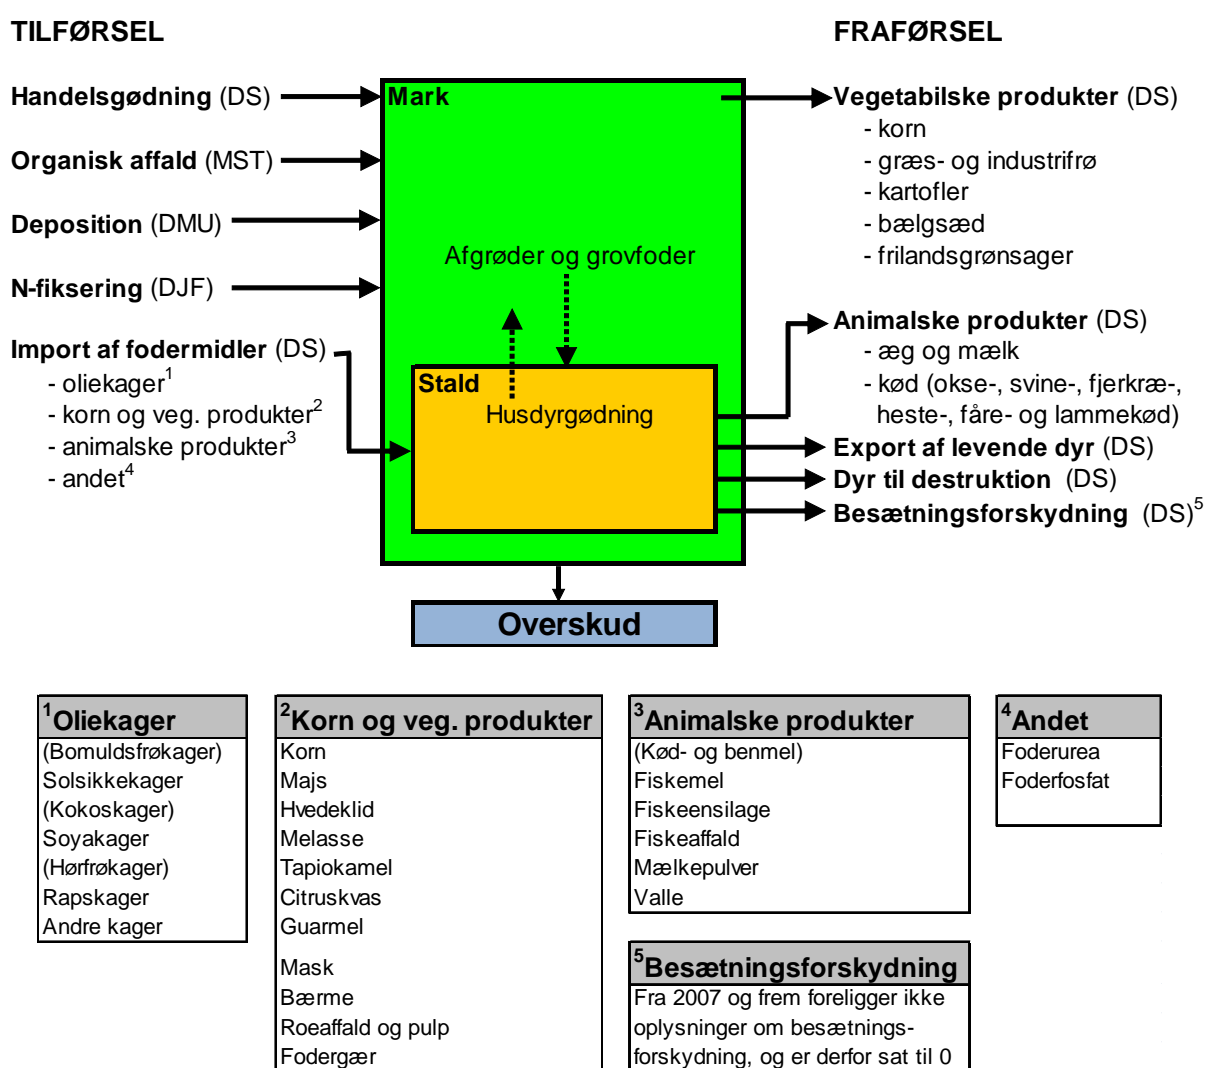 TILFØRSEL
Handelsgødning (DS)
Organisk affald (MST)
Deposition (DMU)
N-fiksering (DJF)
Import af fodermidler (DS)
- oliekager1
- korn og veg. produkter2
- animalske produkter3
- andet4
Mark
Afgrøder og grovfoder
Stald
Husdyrgødning
Overskud
FRAFØRSEL
Vegetabilske produkter (DS)
- korn
- græs- og industrifrø
- kartofler
- bælgsæd
- frilandsgrønsager
Animalske produkter (DS)
- æg og mælk
- kød (okse-, svine-, fjerkræ-,
heste-, fåre- og lammekød)
Export af levende dyr (DS)
Dyr til destruktion (DS)
Besætningsforskydning (DS)5
1Oliekager
(Bomuldsfrøkager)
Solsikkekager
(Kokoskager)
Soyakager
(Hørfrøkager)
Rapskager
Andre kager
2Korn og veg. produkter
Korn
Majs
Hvedeklid
Melasse
Tapiokamel
Citruskvas
Guarmel
Mask
Bærme
Roeaffald og pulp
Fodergær
3Animalske produkter
(Kød- og benmel)
Fiskemel
Fiskeensilage
Fiskeaffald
Mælkepulver
Valle
4Andet
Foderurea
Foderfosfat
5Besætningsforskydning
Fra 2007 og frem foreligger ikke
oplysninger om besætnings-
forskydning, og er derfor sat til 0